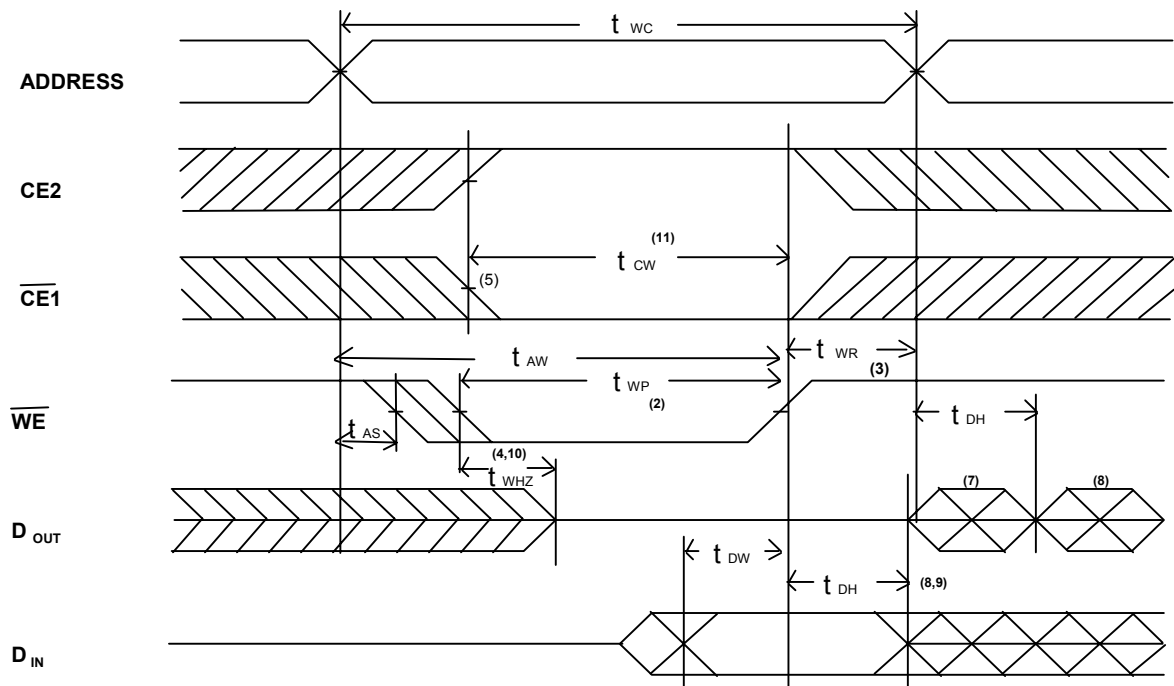 t WC
ADDRESS
CE2
(11)
t CW
CE1
(5)
t AW
t WR
(3)
t WP
(2)
WE
t DH
t AS
(4,10)
t WHZ
(7)
(8)
D OUT
t DW
t DH
(8,9)
D IN